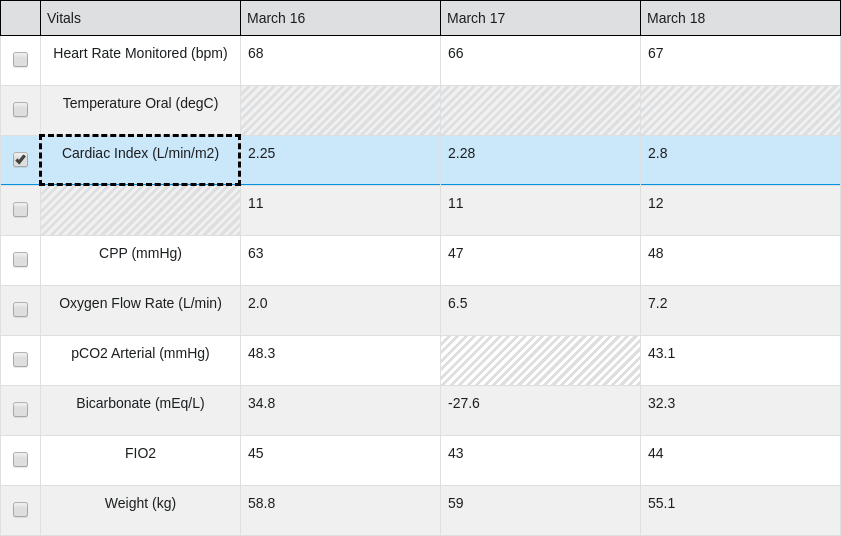 Vitals March 16 March 17 March 18
Heart Rate Monitored (bpm) 68 66 67
Temperature Oral (degC)
Cardiac Index (L/min/m2) 2.25 2.28 2.8
11 11 12
CPP (mmHg) 63 47 48
Oxygen Flow Rate (L/min) 2.0 6.5 7.2
pCO2 Arterial (mmHg) 48.3 43.1
Bicarbonate (mEq/L) 34.8 -27.6 32.3
FIO2 45 43 44
Weight (kg) 58.8 59 55.1